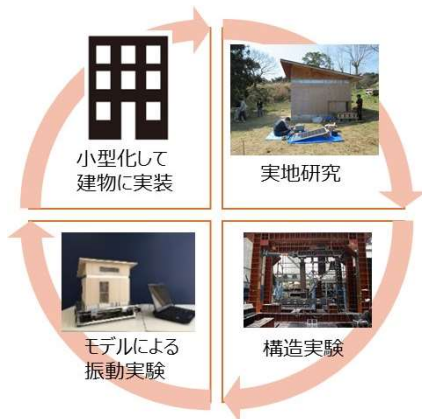 小型化して
建物に実装
実地研究
モデルによる
振動実験
構造実験